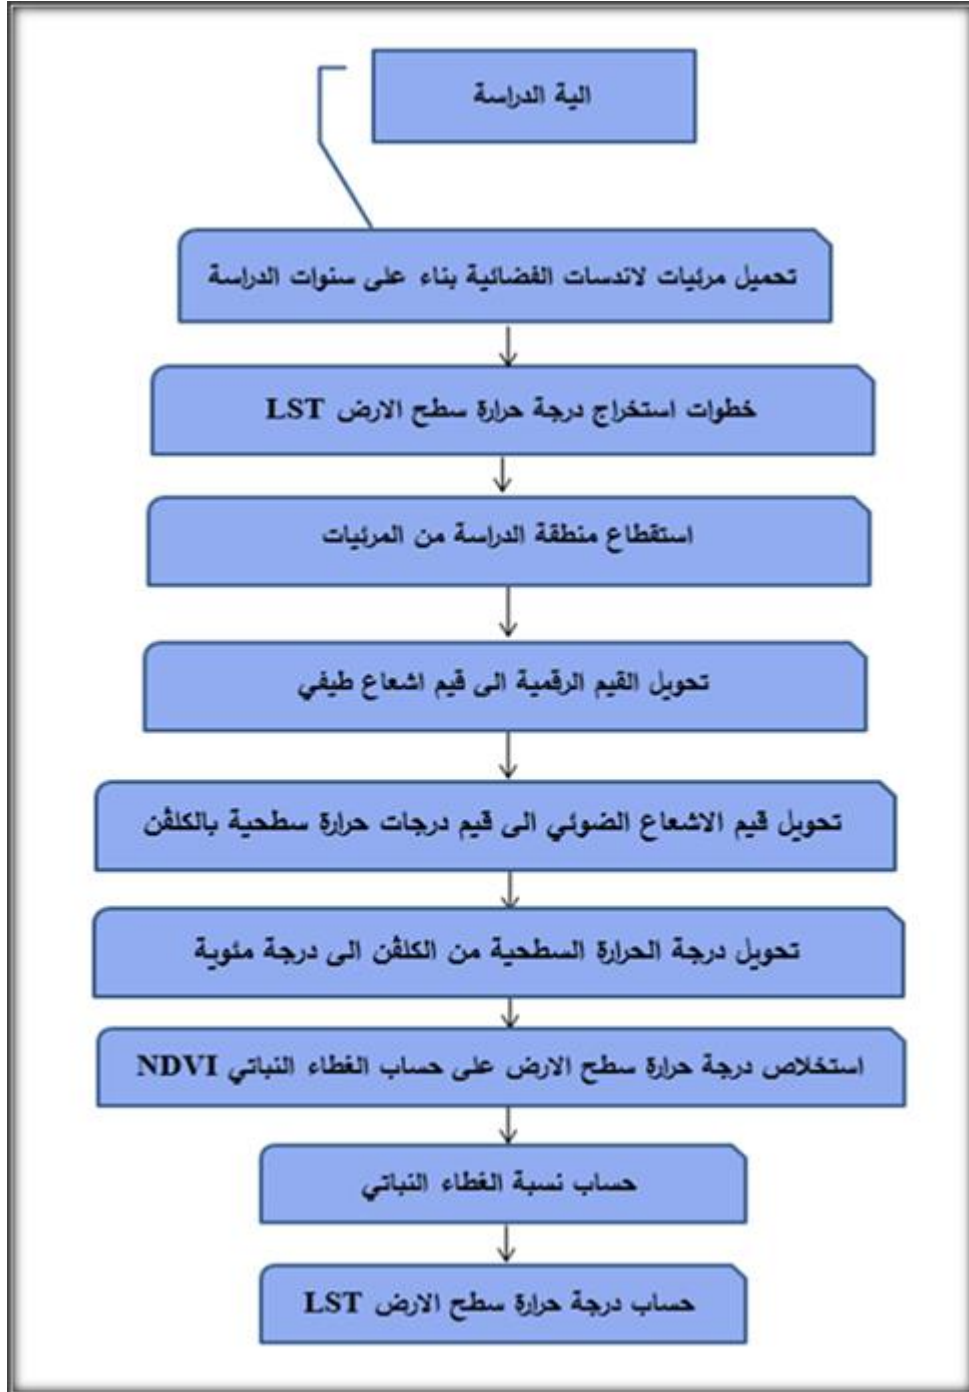 الية الدراسة
تحميل مرئيات لاندسات الفضائية بناء على سنوات الدراسة
خطوات استخراج درجة حرارة سطح الارض LST
استقطاع منطقة الدراسة من المرئيات
تحويل القيم الرقمية الى قيم اشعاع طيفي
تحويل قيم الاشعاع الضوئي الى قيم درجات حرارة سطحية بالكلڤن
تحويل درجة الحرارة السطحية من الكلڤن الى درجة مئوية
استخلاص درجة حرارة سطح الارض على حساب الغطاء النباتي NDVI
حساب نسبة الغطاء النباتي
حساب درجة حرارة سطح الارض LST